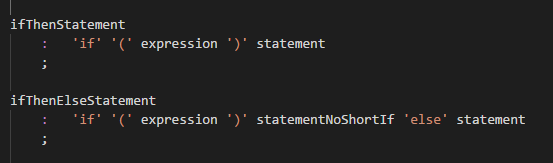 ifThenStatement
    :   'if' '(' expression ')' statement
    ;
ifThenElseStatement
    :   'if' '(' expression ')' statementNoShortIf 'else' statement
    ;